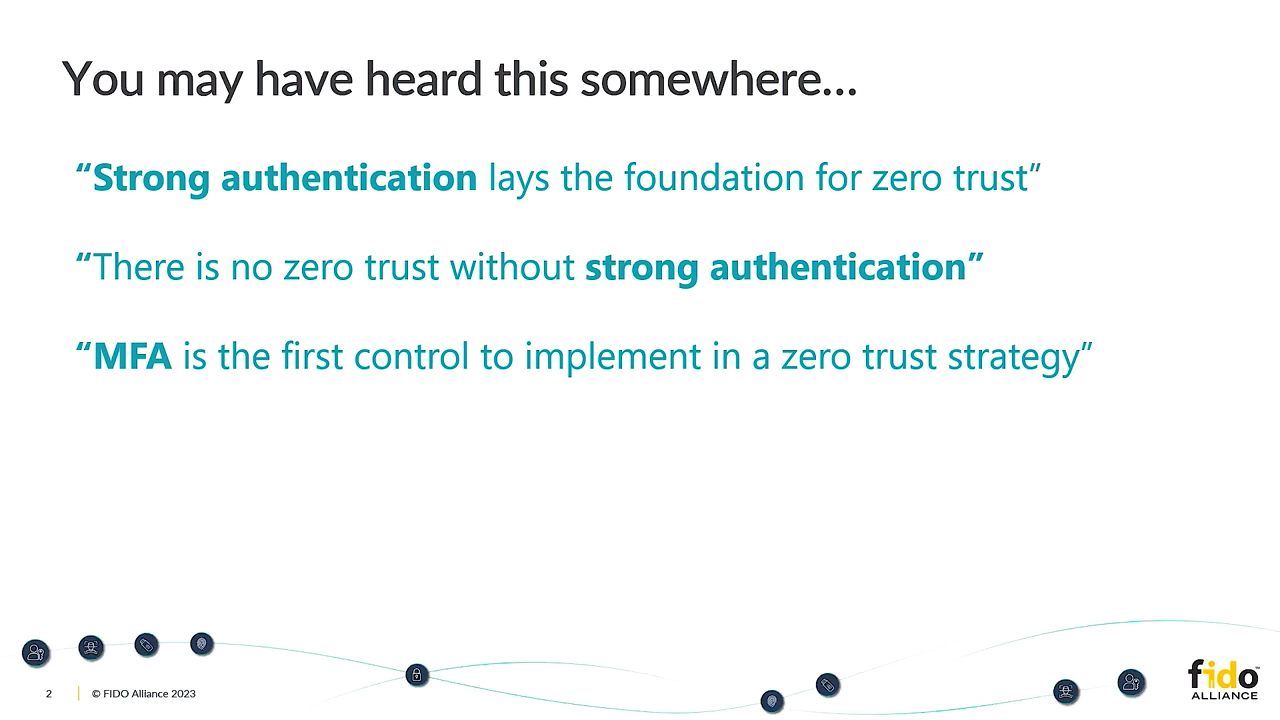 You may have heard this somewhere...
“Strong authentication lays the foundation for zero trust”
“There is no zero trust without strong authentication”
“MFA is the first control to implement in a zero trust strategy”
2
© FIDO Alliance 2023
fido™
ALLIANCE